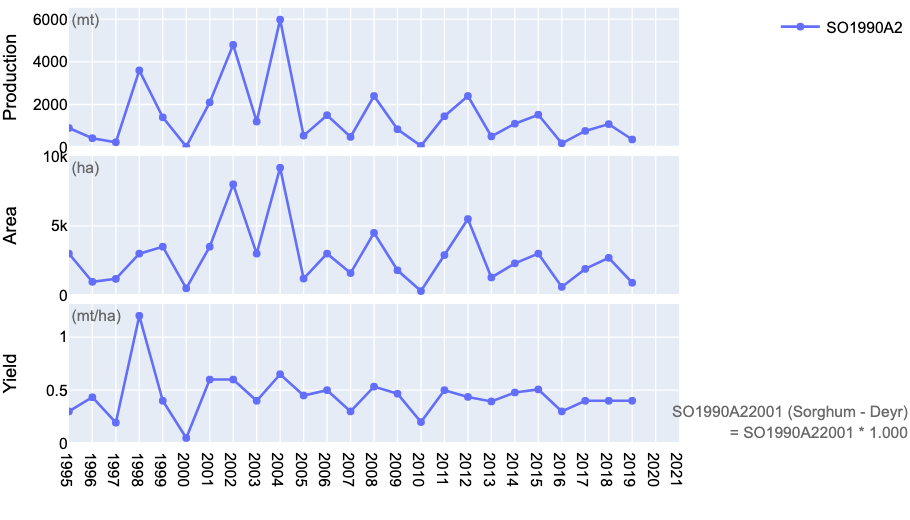 6000 (mt)
SO1990A2
4000
Production
2000
0
10k
(ha)
Area
5k
0
(mt/ha)
1
Yield
0.5
SO1990A22001 (Sorghum - Deyr)
= SO1990A22001 * 1.000
0
1995 1996 1997 1998 1999 2000 2001 2002 2003 2004 2005 2006 2007 2008 2009 2010 2011 2012 2013 2014 2015 2016 2017 2018 2019 2020 2021